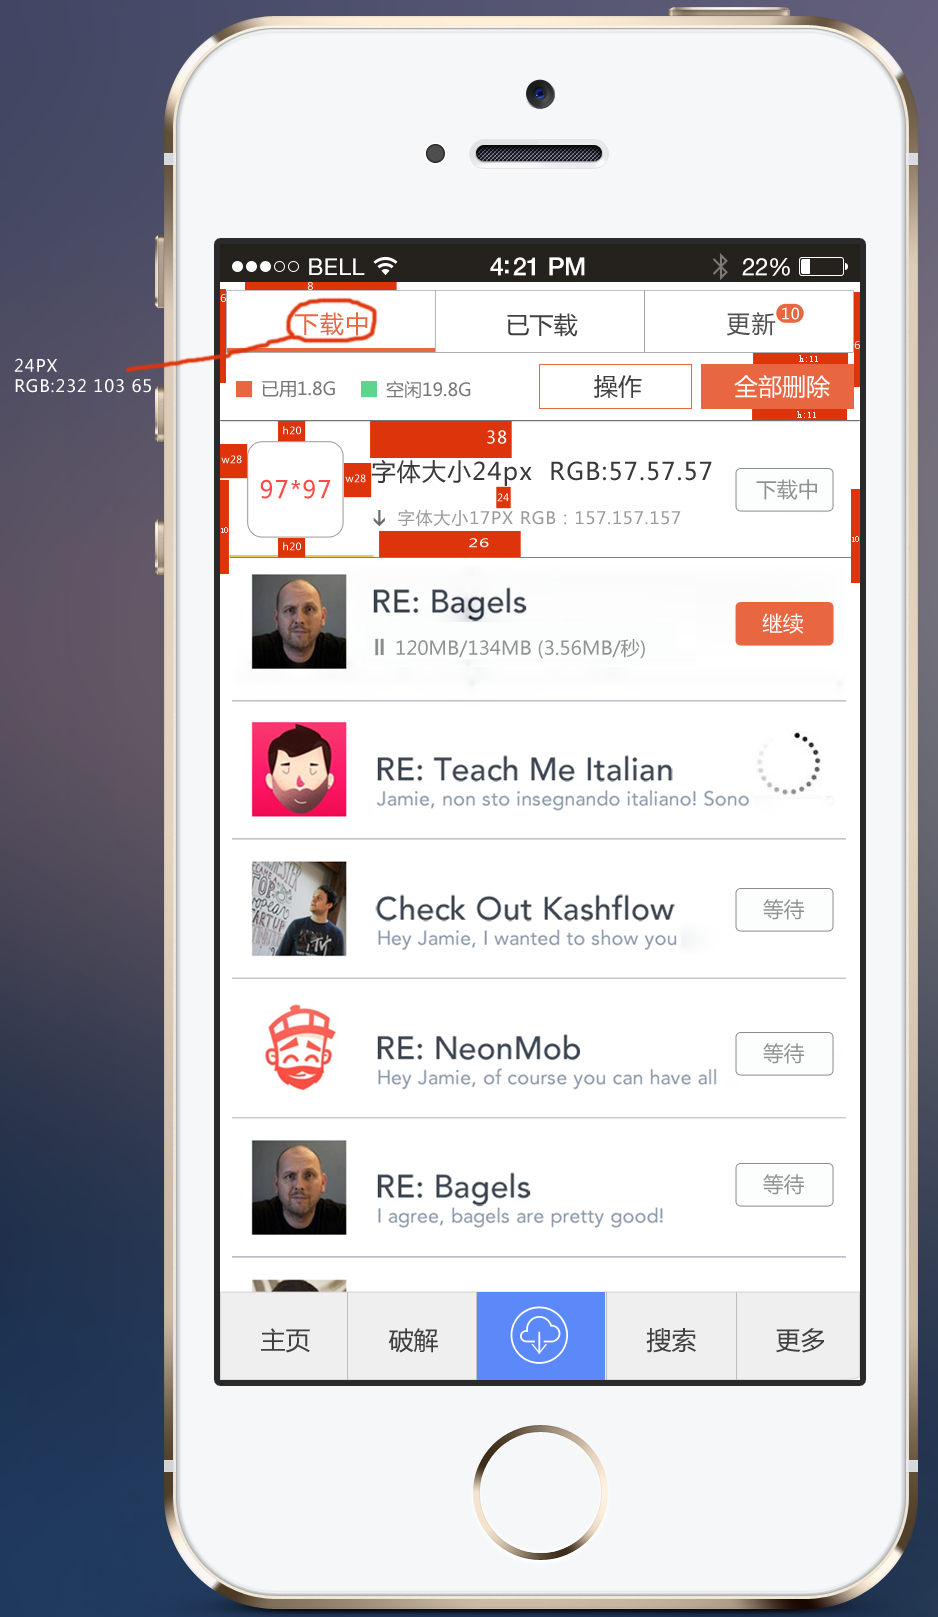 BELL 4:21 PM 22%
8
6
下载中 已下载 更新 10
6
24PX
RGB:232 103 65
h:11
已用1.8G 空闲19.8G 操作 全部删除
h:11
h20
38
w28
97*97
w28
字体大小24px RGB:57.57.57
下载中
24
字体大小17PX RGB：157.157.157
10
10
h20
26
RE: Bagels
继续
120MB/134MB (3.56MB/秒)
RE: Teach Me Italian
Jamie, non sto insegnando italiano! Sono
Check Out Kashflow
等待
Hey Jamie, I wanted to show you
RE: NeonMob
等待
Hey Jamie, of course you can have all
RE: Bagels
等待
I agree, bagels are pretty good!
主页 破解 搜索 更多